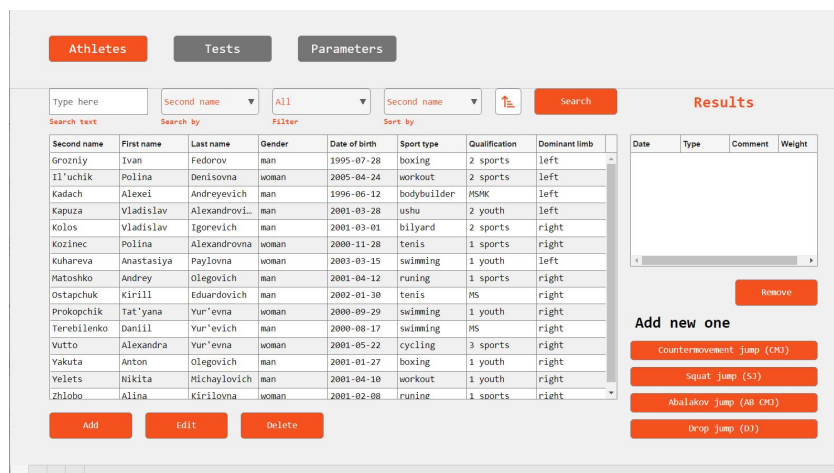 Athletes Tests Parameters
Type here Second name All Second name Search Results
Search text Search by Filter Sort by
Second name First name Last name Gender Date of birth Sport type Qualification Dominant limb Date Type Comment Weight
Grozniy Ivan Fedorov man 1995-07-28 boxing 2 sports left
Il'uchik Polina Denisovna woman 2005-04-24 workout 2 sports left
Kadach Alexei Andreyevich man 1996-06-12 bodybuilder MSMK left
Kapuza Vladislav Alexandrovi… man 2001-03-28 ushu 2 youth left
Kolos Vladislav Igorevich man 2001-03-01 bilyard 2 sports right
Kozinec Polina Alexandrovna woman 2000-11-28 tenis 1 sports right
Kuhareva Anastasiya Paylovna woman 2003-03-15 swimming 1 youth left
Matoshko Andrey Olegovich man 2001-04-12 runing 1 sports right
Ostapchuk Kirill Eduardovich man 2002-01-30 tenis MS right
Remove
Prokopchik Tat'yana Yur'evna woman 2000-09-29 swimming 1 youth right
Add new one
Terebilenko Daniil Yur'evich man 2000-08-17 swimming MS right
Vutto Alexandra Yur'evna woman 2001-05-22 cycling 3 sports right
Countermovement jump (CMJ)
Yakuta Anton Olegovich man 2001-01-27 boxing 1 youth right
Yelets Nikita Michaylovich man 2001-04-10 workout 1 youth right
Squat jump (SJ)
Zhlobo Alina Kirilovna woman 2001-02-08 runing 1 sports right
Abalakov jump (AB CMJ)
Add Edit Delete
Drop jump (DJ)